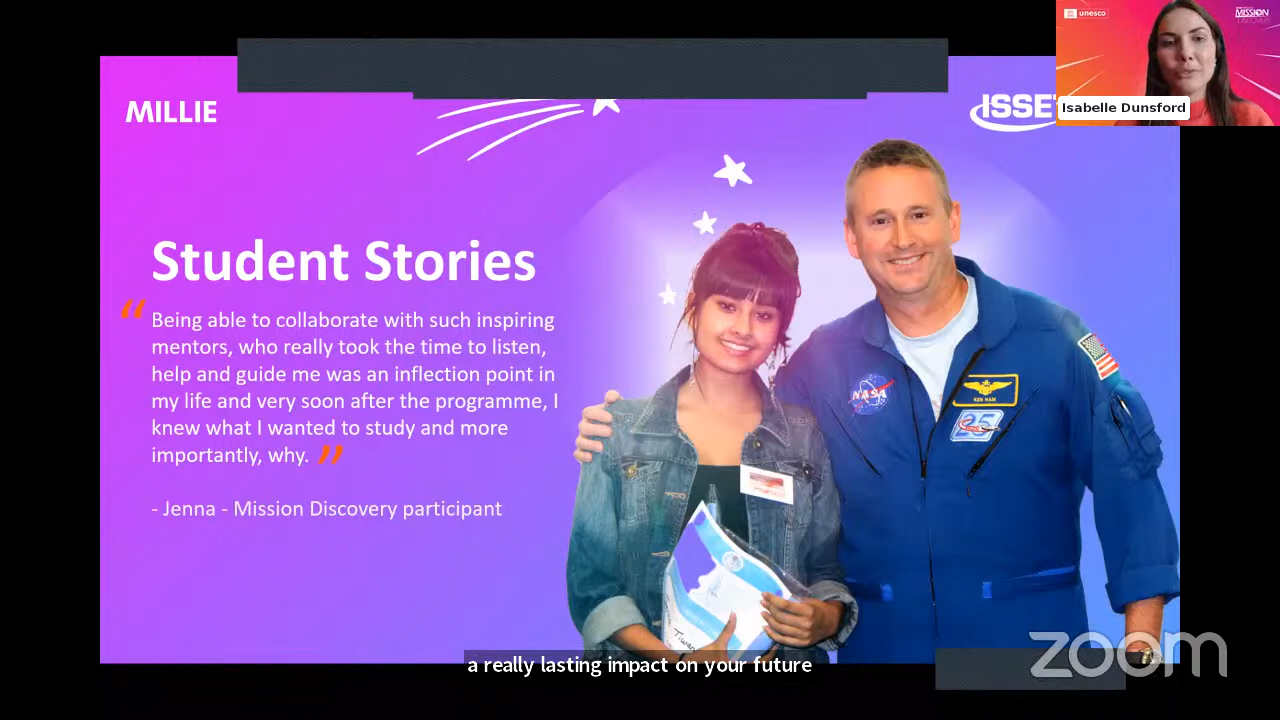 unesco
MISSION
DISCOVERY
Isabelle Dunsford
MILLIE
Student Stories
“ Being able to collaborate with such inspiring
mentors, who really took the time to listen,
help and guide me was an inflection point in
my life and very soon after the programme, I
knew what I wanted to study and more
importantly, why. ”
- Jenna - Mission Discovery participant
NASA
KEN HAM
25
a really lasting impact on your future
zoom